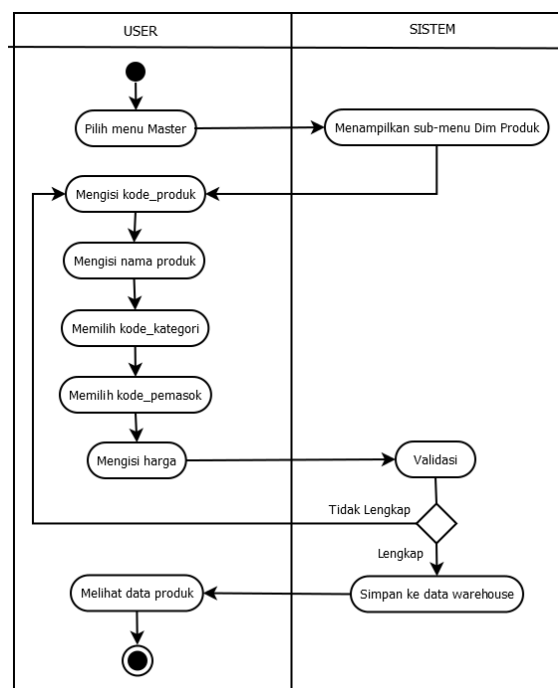 USER
SISTEM
Pilih menu Master
Menampilkan sub-menu Dim Produk
Mengisi kode_produk
Mengisi nama produk
Memilih kode_kategori
Memilih kode_pemasok
Mengisi harga
Validasi
Tidak Lengkap
Lengkap
Melihat data produk
Simpan ke data warehouse